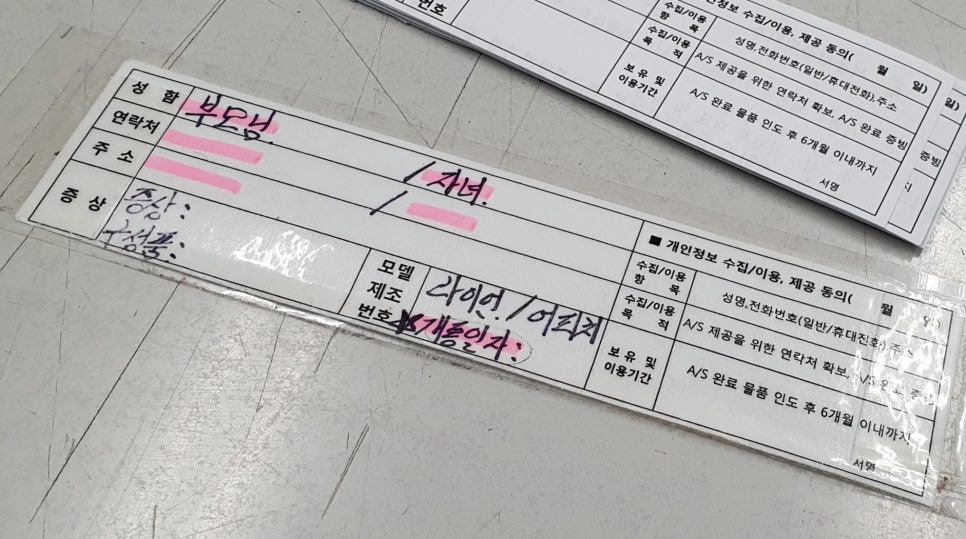 번호
수집/이용
항 목
수집/이용
목 적
보 유 및
이용기간
개인정보 수집/이용, 제공 동의( 월 일)
성명,전화번호(일반/휴대전화),주소
A/S 제공을 위한 연락처 확보, A/S 완료 증빙
A/S 완료 물품 인도 후 6개월 이내까지
서명
일)
증빙
성 함
부모님.
/ 자녀.
연락처
/
주 소
증 상
증상:
구성품:
모델
제조
번호
라이언 / 어피치
개통일자:
■ 개인정보 수집/이용, 제공 동의( 월 일)
수집/이용
항 목
성명,전화번호(일반/휴대전화),주소
수집/이용
목 적
A/S 제공을 위한 연락처 확보, A/S 완료 증빙
보 유 및
이용기간
A/S 완료 물품 인도 후 6개월 이내까지
서명